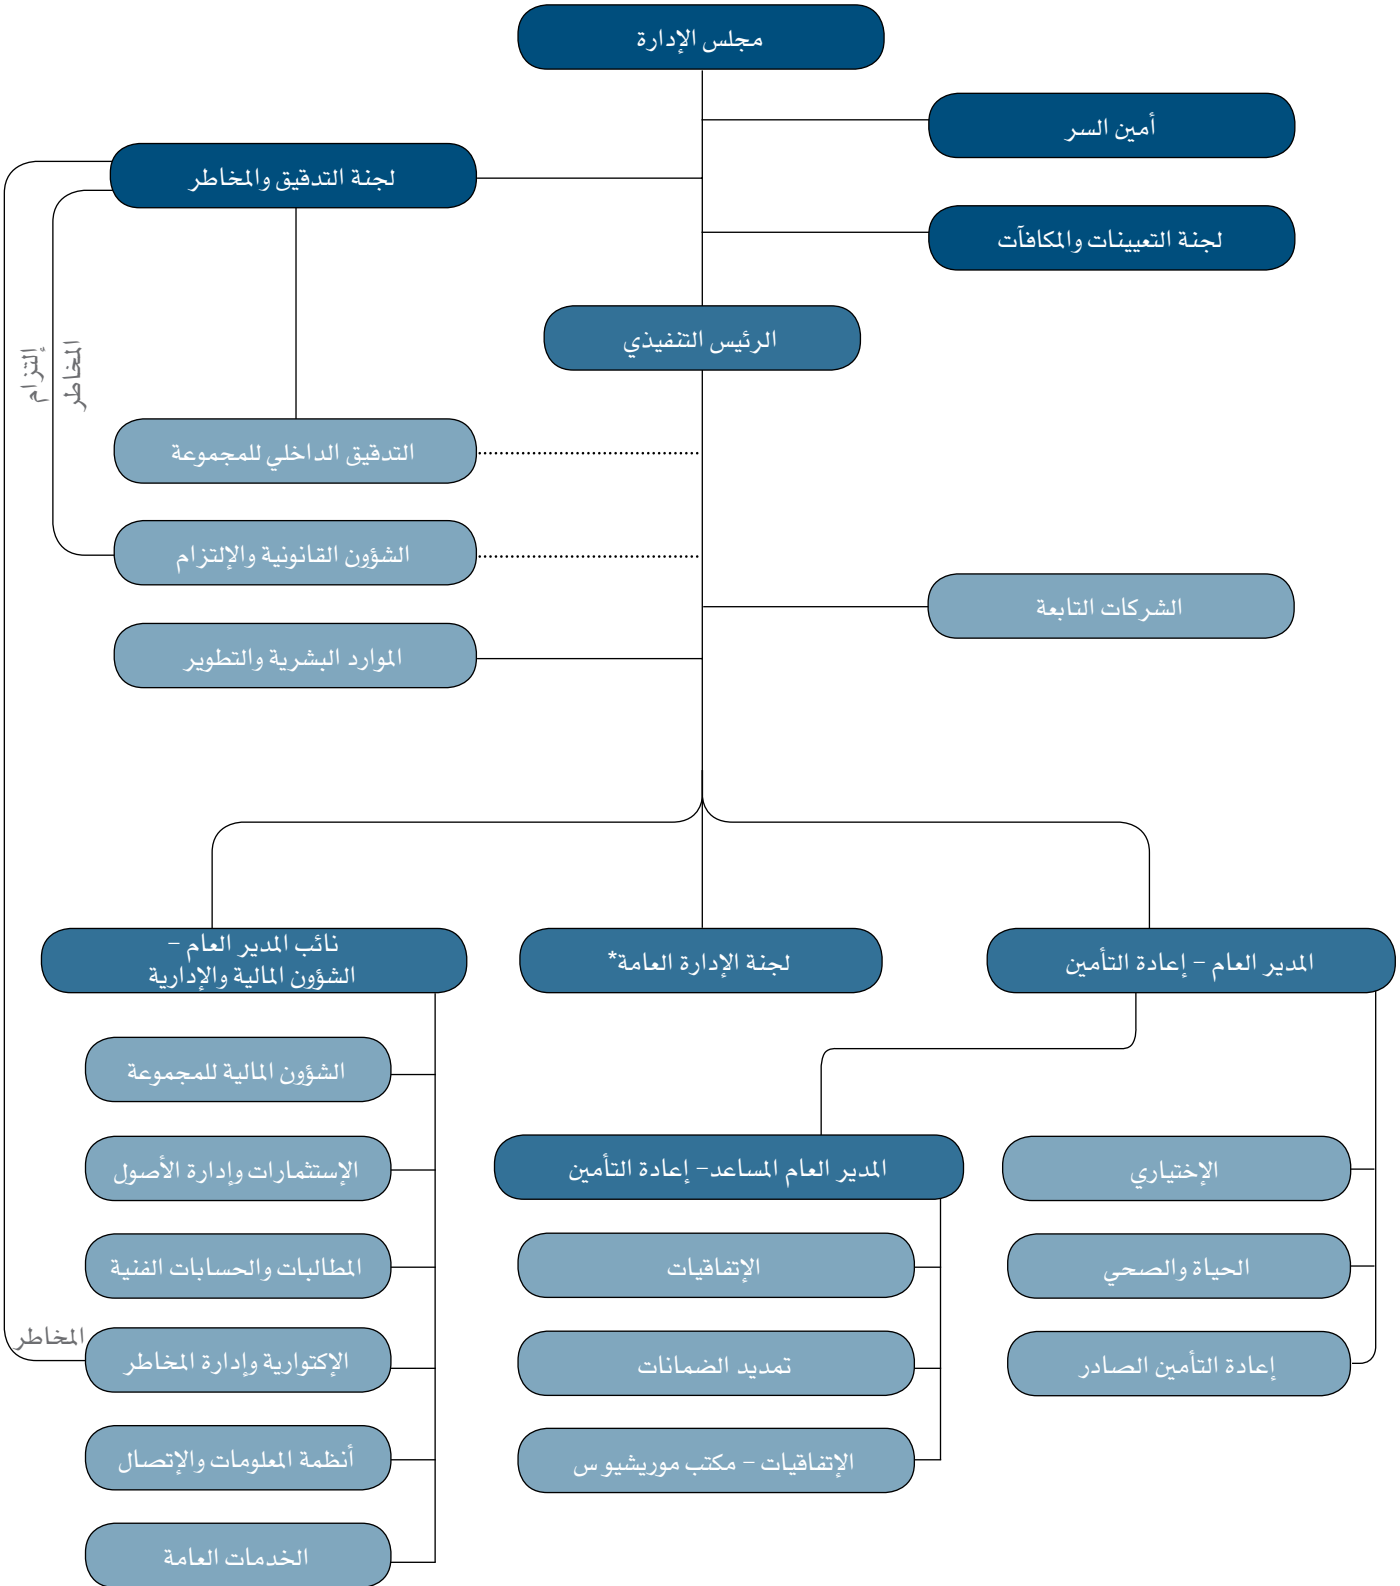 مجلس الإدارة
أمين السر
لجنة التدقيق والمخاطر
لجنة التعيينات والمكافآت
الرئيس التنفيذي
إلتزام
المخاطر
التدقيق الداخلي للمجموعة
الشؤون القانونية والإلتزام
الشركات التابعة
الموارد البشرية والتطوير
المدير العام – إعادة التأمين
لجنة الإدارة العامة*
نائب المدير العام –
الشؤون المالية والإدارية
الإختياري
الحياة والصحي
إعادة التأمين الصادر
المدير العام المساعد– إعادة التأمين
الإتفاقيات
تمديد الضمانات
الإتفاقيات – مكتب موريشيو س
الشؤون المالية للمجموعة
الإستثمارات وإدارة الأصول
المطالبات والحسابات الفنية
المخاطر
الإكتوارية وإدارة المخاطر
أنظمة المعلومات والإتصال
الخدمات العامة